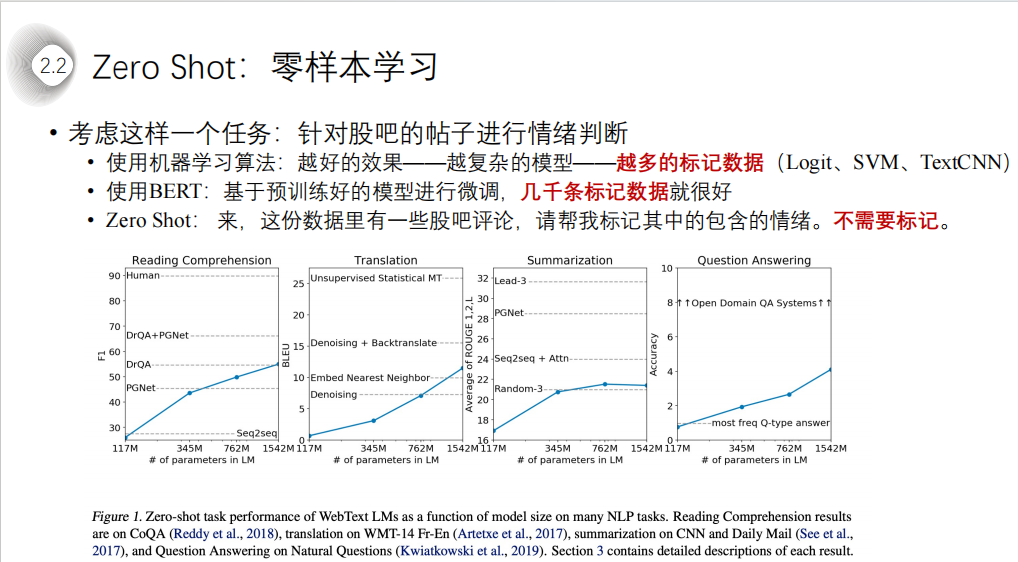 2.2
Zero Shot：零样本学习
• 考虑这样一个任务：针对股吧的帖子进行情绪判断
• 使用机器学习算法：越好的效果——越复杂的模型——越多的标记数据（Logit、SVM、TextCNN）
• 使用BERT：基于预训练好的模型进行微调，几千条标记数据就很好
• Zero Shot： 来，这份数据里有一些股吧评论，请帮我标记其中的包含的情绪。不需要标记。
Reading Comprehension
90
80
70
60
50
40
30
F1
Human
DrQA+PGNet
DrQA
PGNet
Seq2seq
117M 345M 762M 1542M
# of parameters in LM
Translation
25
20
15
10
5
0
BLEU
Unsupervised Statistical MT
Denoising + Backtranslate
Embed Nearest Neighbor
Denoising
117M 345M 762M 1542M
# of parameters in LM
Summarization
32
30
28
26
24
22
20
18
16
Average of ROUGE 1,2,L
Lead-3
PGNet
Seq2seq + Attn
Random-3
117M 345M 762M 1542M
# of parameters in LM
Question Answering
10
8
6
4
2
0
Accuracy
↑↑Open Domain QA Systems↑↑
most freq Q-type answer
117M 345M 762M 1542M
# of parameters in LM
Figure 1. Zero-shot task performance of WebText LMs as a function of model size on many NLP tasks. Reading Comprehension results
are on CoQA (Reddy et al., 2018), translation on WMT-14 Fr-En (Artetxe et al., 2017), summarization on CNN and Daily Mail (See et al.,
2017), and Question Answering on Natural Questions (Kwiatkowski et al., 2019). Section 3 contains detailed descriptions of each result.